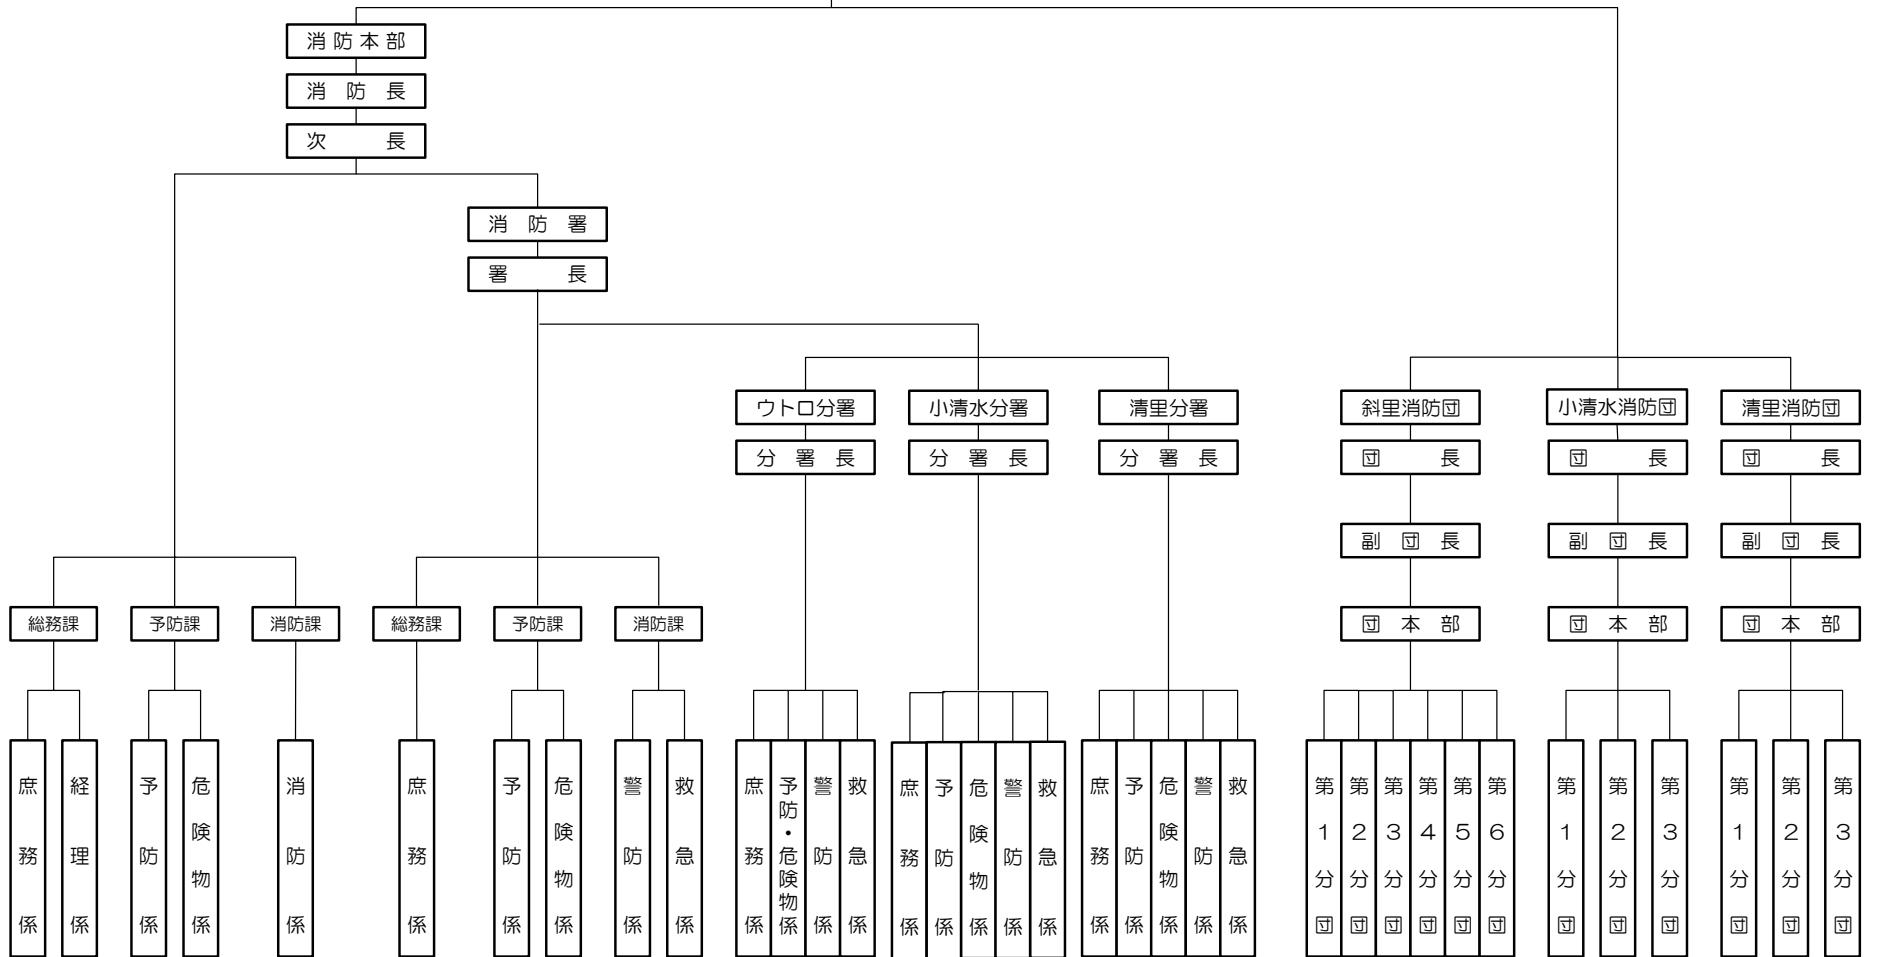 消防本部
消防長
次長
消防署
署長
ウトロ分署
小清水分署
清里分署
斜里消防団
小清水消防団
清里消防団
分署長
分署長
分署長
団長
団長
団長
副団長
副団長
副団長
総務課
予防課
消防課
総務課
予防課
消防課
団本部
団本部
団本部
庶務係
経理係
予防係
危険物係
消防係
庶務係
予防係
危険物係
警防係
救急係
庶務係
予防・危険物係
警防係
救急係
庶務係
予防係
危険物係
警防係
救急係
庶務係
予防係
危険物係
警防係
救急係
第1分団
第2分団
第3分団
第4分団
第5分団
第6分団
第1分団
第2分団
第3分団
第1分団
第2分団
第3分団